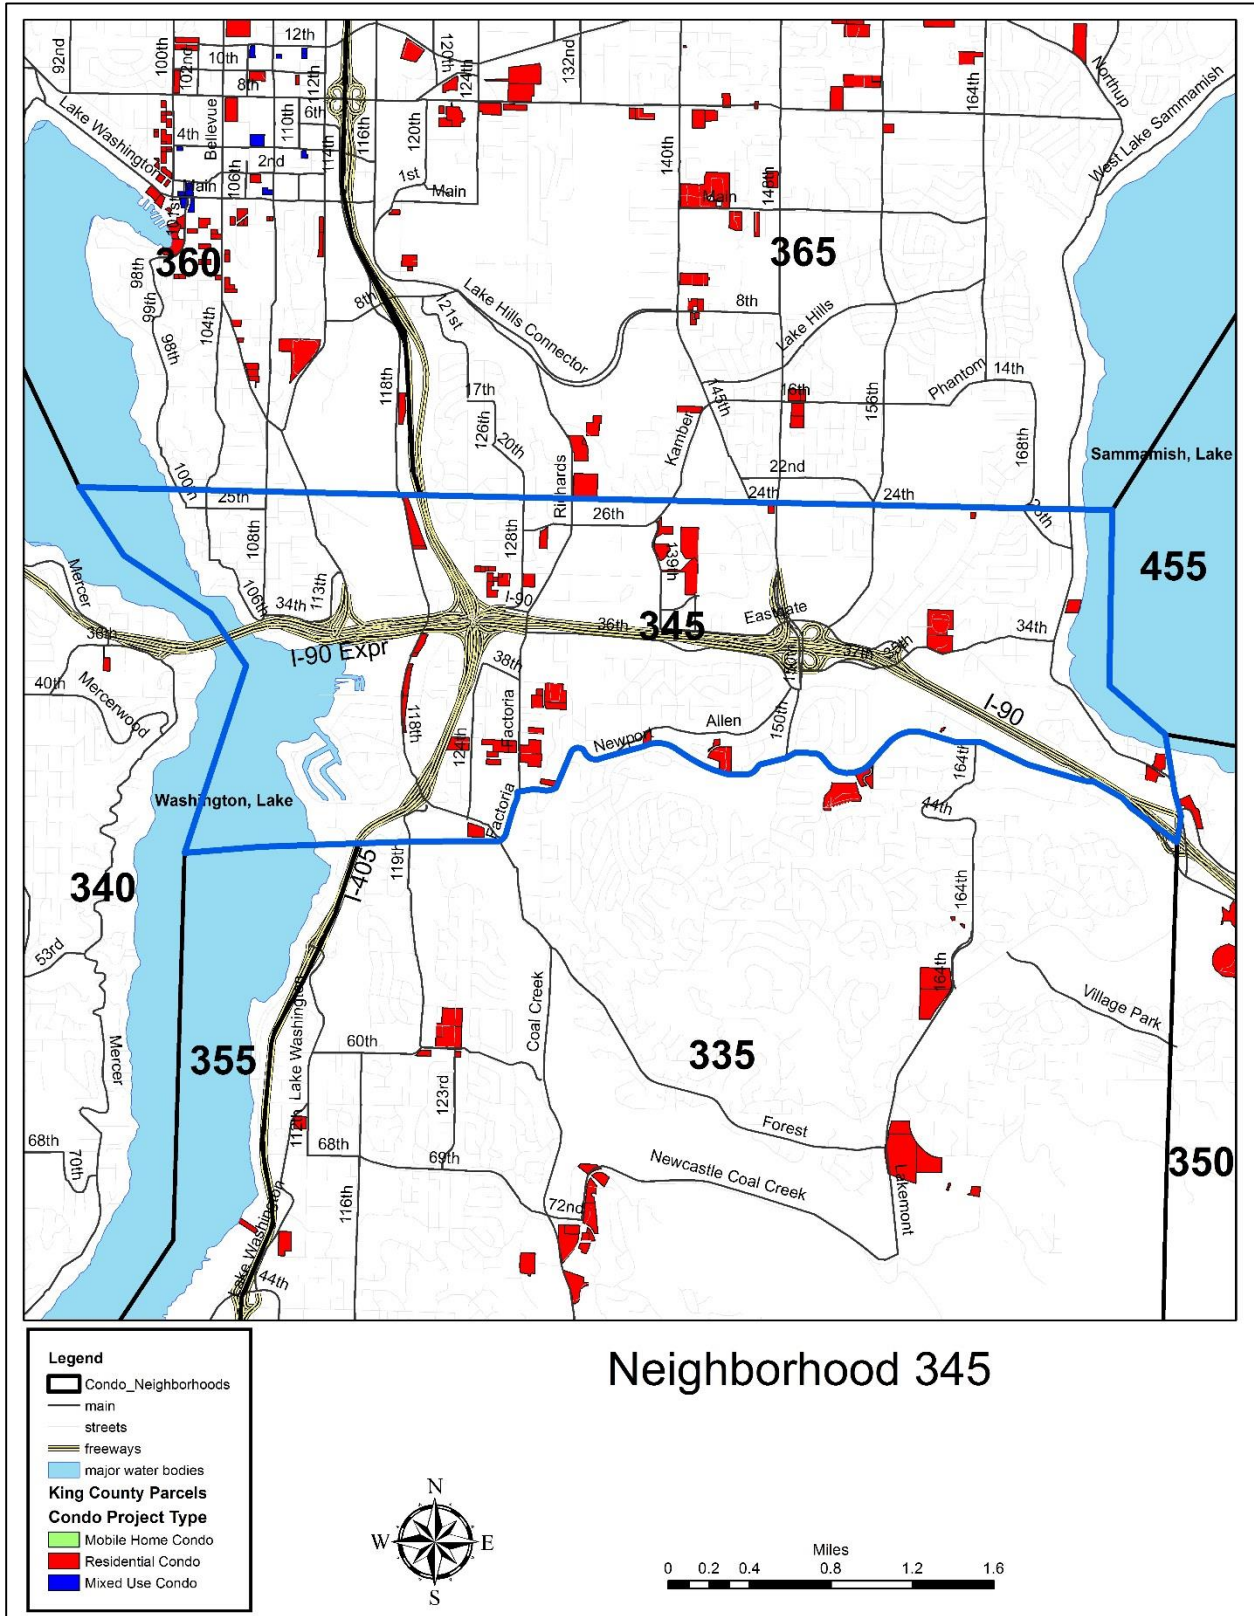 12th
92nd
100th
102nd
10th
8th
112th
120th
124th
132nd
164th
Northup
Lake Washington
4th
Bellevue
6th
110th
114th
116th
120th
140th
148th
West Lake Sammamish
2nd
1st
Main
Main
106th
Main
101st
360
365
98th
99th
98th
104th
8th
121st
Lake Hills Connector
8th
Lake Hills
118th
17th
126th
20th
145th
16th
156th
Phantom
14th
168th
Kamber
Richards
Sammamish, Lake
100th
25th
22nd
24th
24th
26th
128th
108th
139th
455
Mercer
106th
34th
113th
I-90
36th
345
Eastgate
37th
35th
34th
36th
I-90 Expr
38th
40th
Mercerwood
118th
124th
Factoria
Newport
Allen
150th
150th
I-90
164th
44th
Washington, Lake
Factoria
119th
I-405
340
164th
53rd
Mercer
Coal Creek
164th
Village Park
355
Lake Washington
60th
335
123rd
112th
68th
70th
68th
69th
Forest
Newcastle Coal Creek
Lakemont
350
116th
72nd
Lake Washington
44th
Neighborhood 345
Legend
Condo_Neighborhoods
main
streets
freeways
major water bodies
King County Parcels
Condo Project Type
Mobile Home Condo
Residential Condo
Mixed Use Condo
N
W
E
S
Miles
0 0.2 0.4 0.8 1.2 1.6